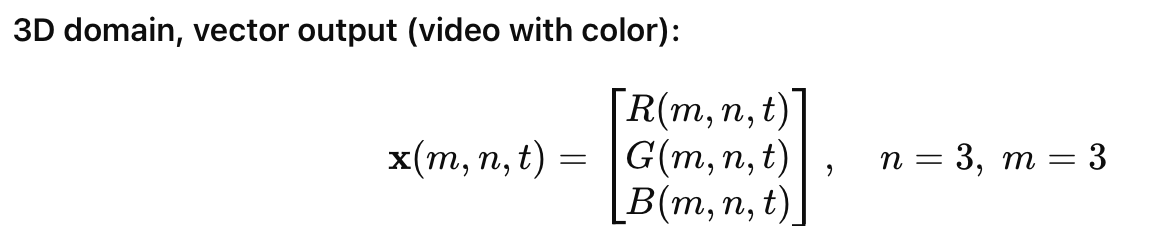 3D domain, vector output (video with color):
R(m, n, t)
x(m, n, t) = [G(m, n, t)] , n = 3, m = 3
B(m, n, t)